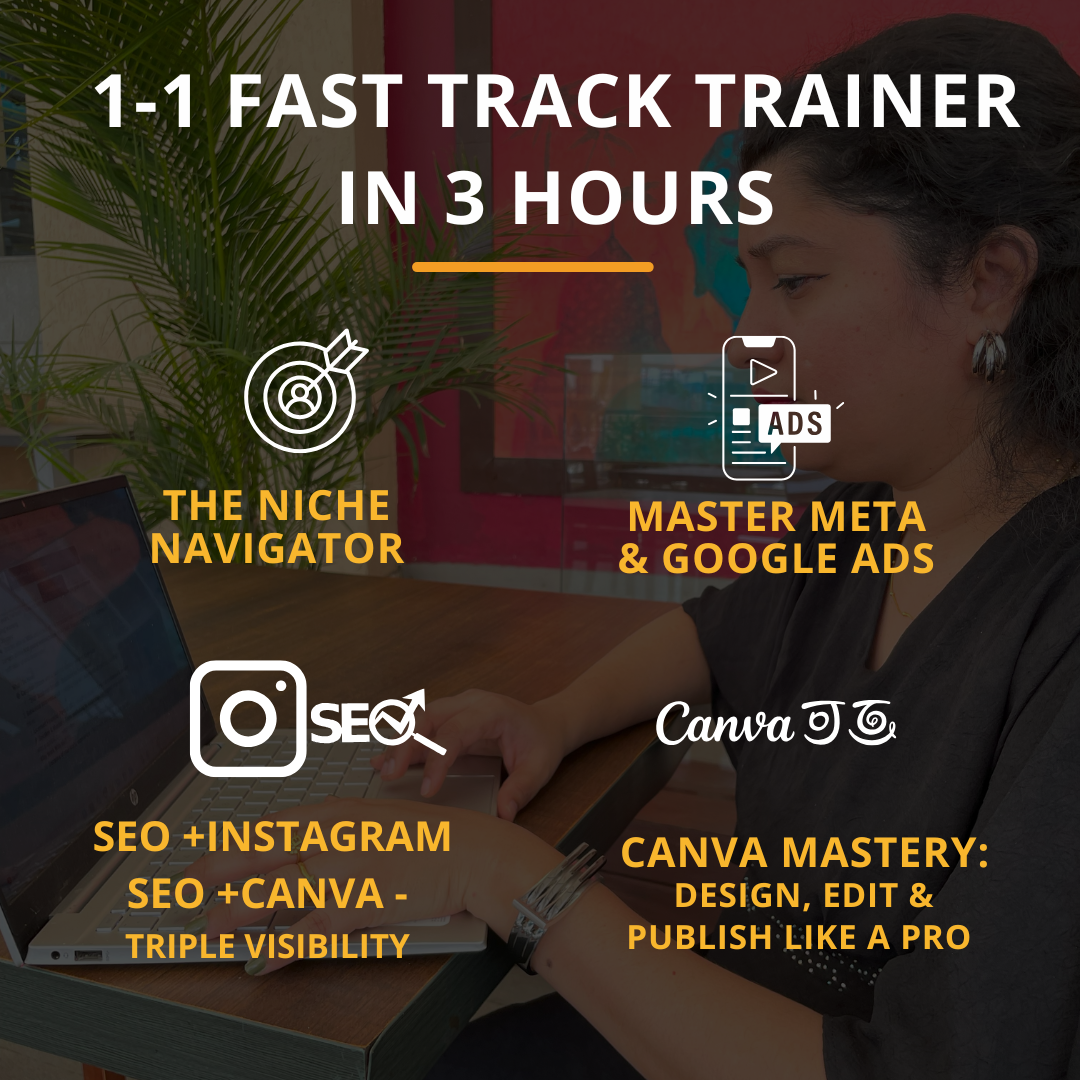 1-1 FAST TRACK TRAINER
IN 3 HOURS
ADS
THE NICHE
NAVIGATOR
MASTER META
& GOOGLE ADS
SEO
Canva
SEO +INSTAGRAM
SEO +CANVA -
TRIPLE VISIBILITY
CANVA MASTERY:
DESIGN, EDIT &
PUBLISH LIKE A PRO